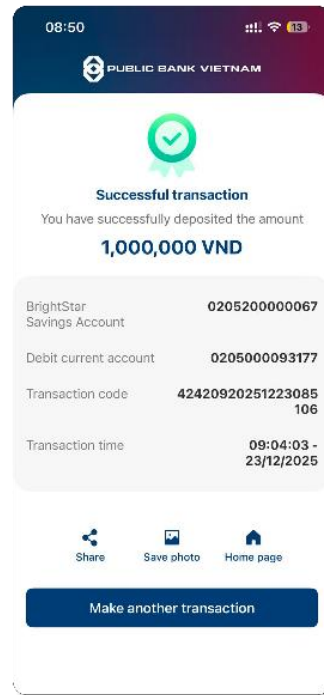 08:50
13
PUBLIC BANK VIETNAM
Successful transaction
You have successfully deposited the amount
1,000,000 VND
BrightStar
Savings Account
0205200000067
Debit current account
0205000093177
Transaction code
42420920251223085
106
Transaction time
09:04:03 -
23/12/2025
Share
Save photo
Home page
Make another transaction